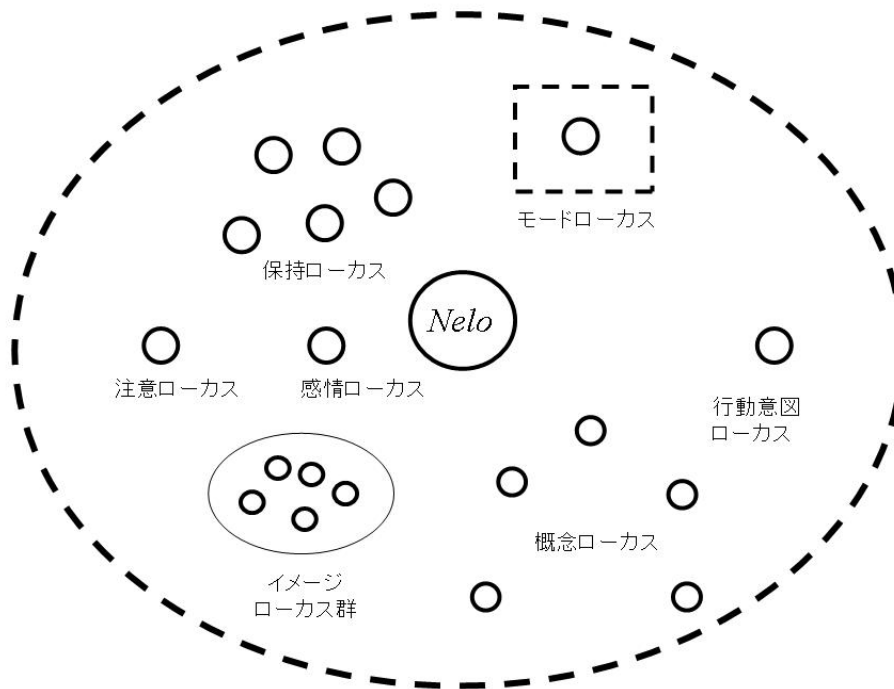 モードローカス
保持ローカス
Nelo
注意ローカス
感情ローカス
行動意図
ローカス
概念ローカス
イメージ
ローカス群